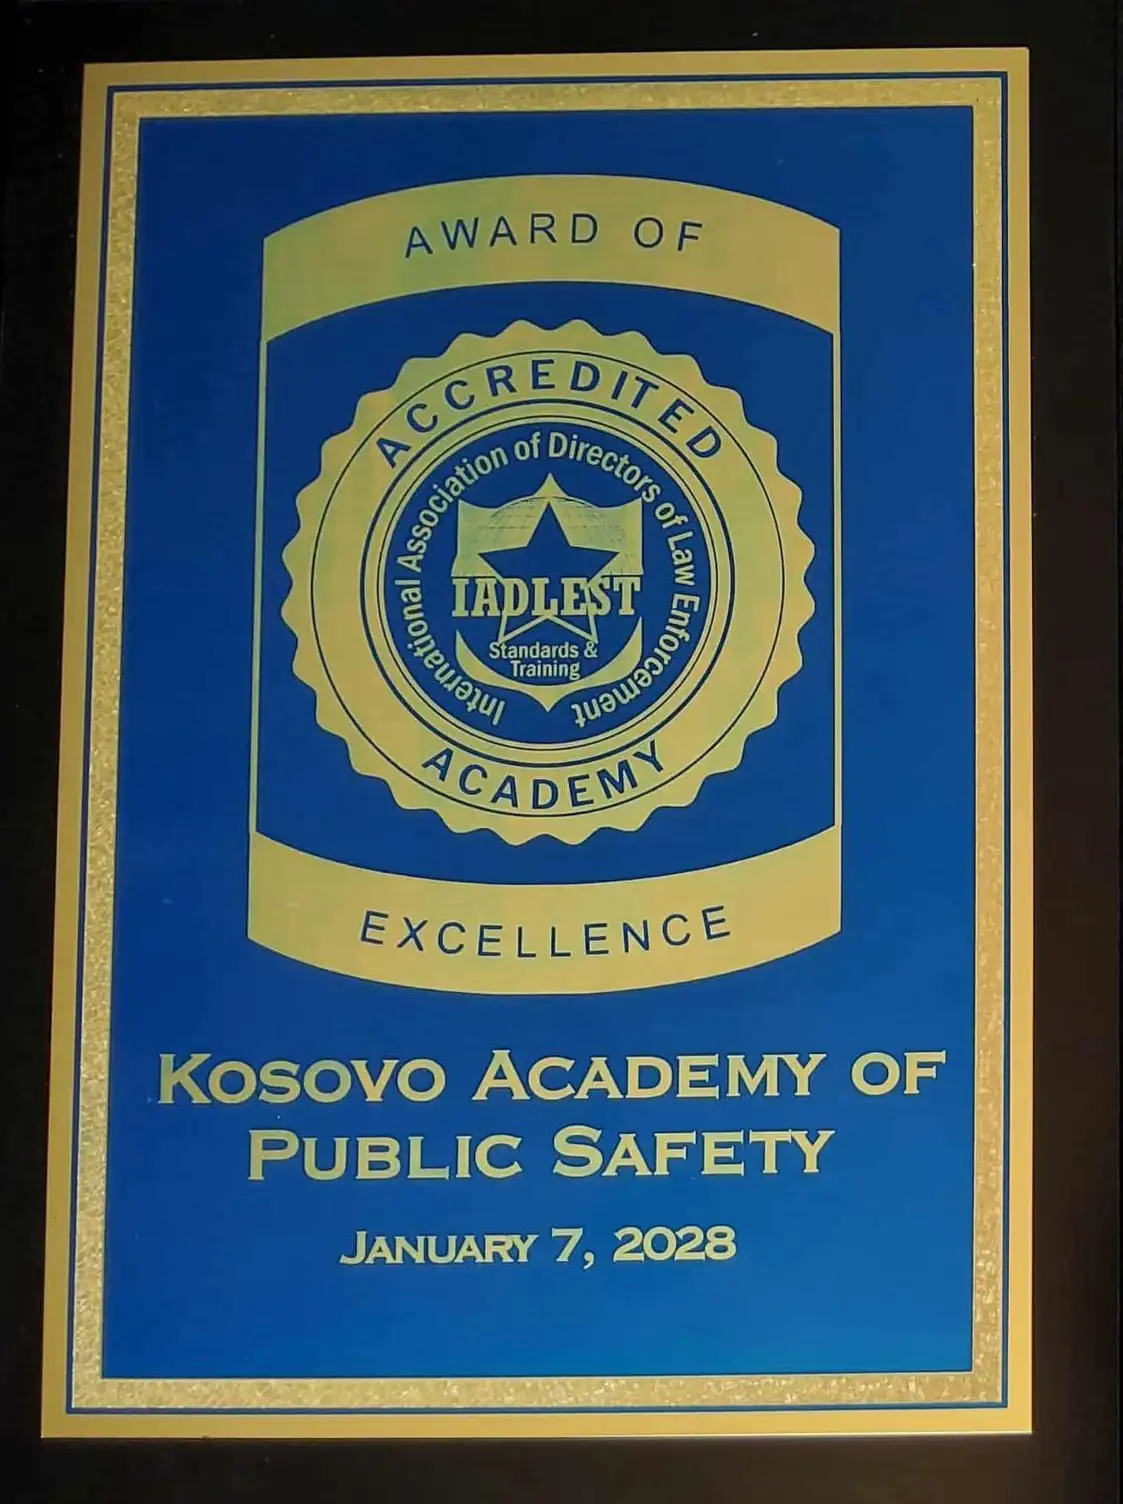 AWARD OF
ACCREDITED
International Association of Directors of Law Enforcement
IADLEST
Standards &
Training
ACADEMY
EXCELLENCE
KOSOVO ACADEMY OF
PUBLIC SAFETY
JANUARY 7, 2028